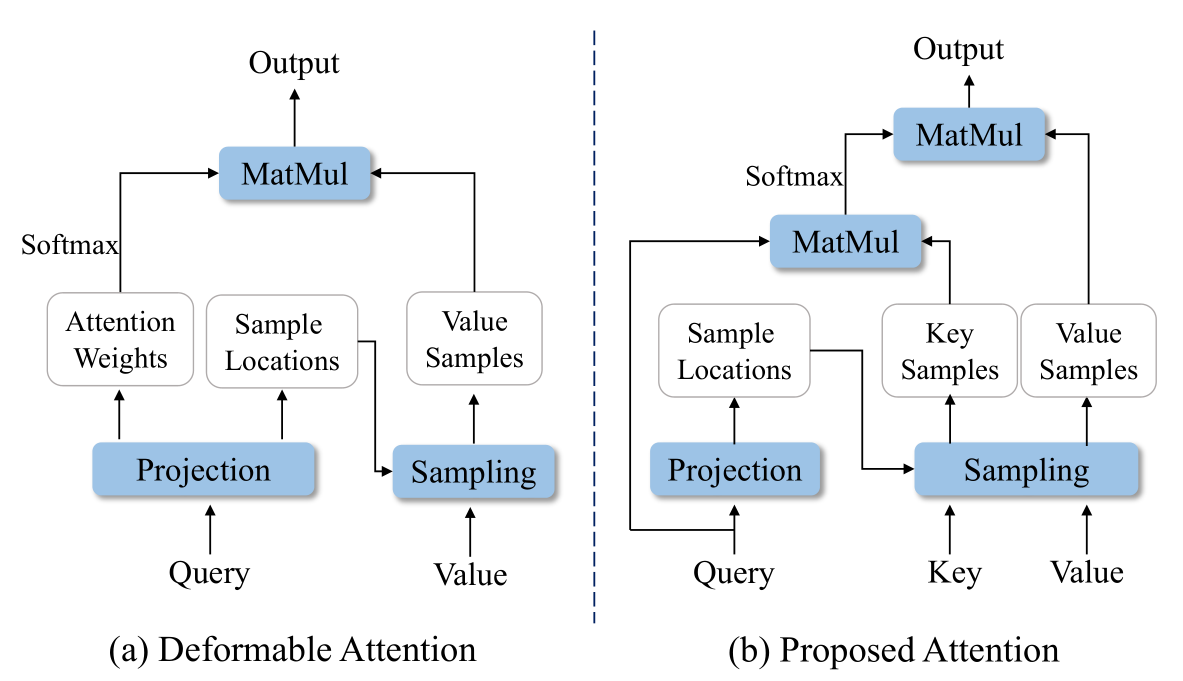 Output
MatMul
Softmax
Attention
Weights
Sample
Locations
Value
Samples
Projection
Sampling
Query
Value
(a) Deformable Attention
Output
MatMul
Softmax
MatMul
Sample
Locations
Key
Samples
Value
Samples
Projection
Sampling
Query
Key
Value
(b) Proposed Attention